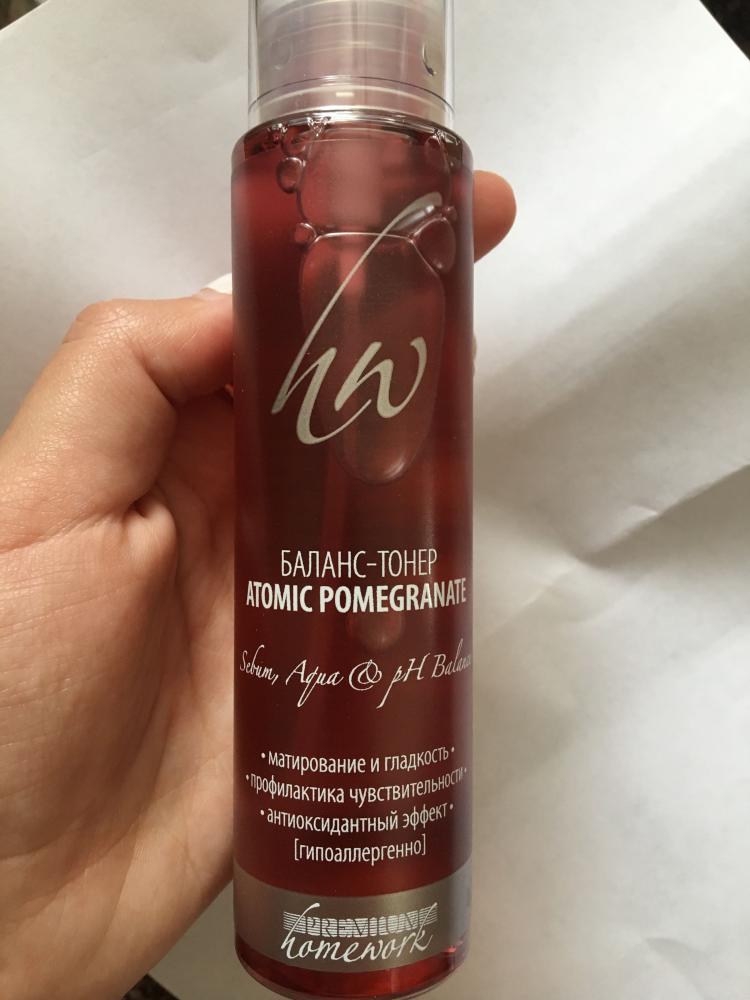 hw
БАЛАНС-ТОНЕР
ATOMIC POMEGRANATE
Sebum, Aqua & pH Balance
• матирование и гладкость •
• профилактика чувствительности •
• антиоксидантный эффект •
[гипоаллергенно]
PREMIUM
homework